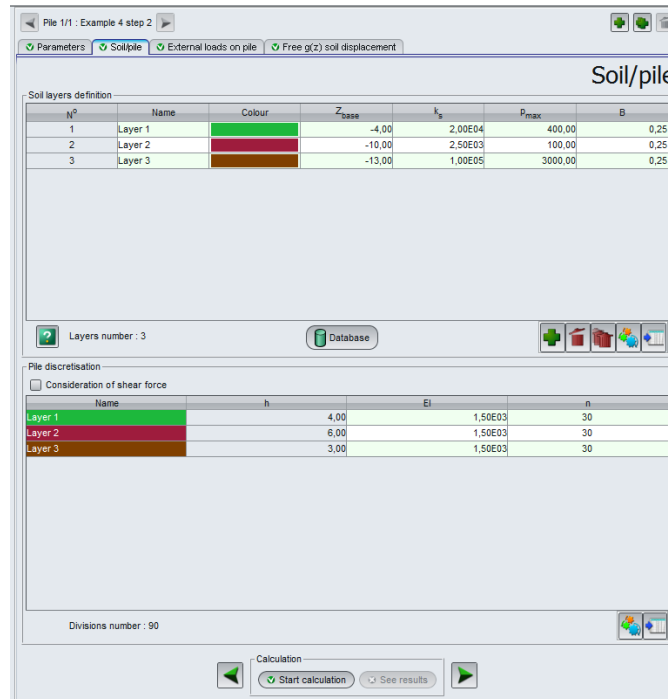 Pile 1/1 : Example 4 step 2
Parameters Soil/pile External loads on pile Free g(z) soil displacement
Soil/pile
Soil layers definition
Nº Name Colour Zbase ks pmax B
1 Layer 1 -4,00 2,00E04 400,00 0,25
2 Layer 2 -10,00 2,50E03 100,00 0,25
3 Layer 3 -13,00 1,00E05 3000,00 0,25
? Layers number : 3 Database
Pile discretisation
Consideration of shear force
Name h EI n
Layer 1 4,00 1,50E03 30
Layer 2 6,00 1,50E03 30
Layer 3 3,00 1,50E03 30
Divisions number : 90
Calculation
Start calculation See results